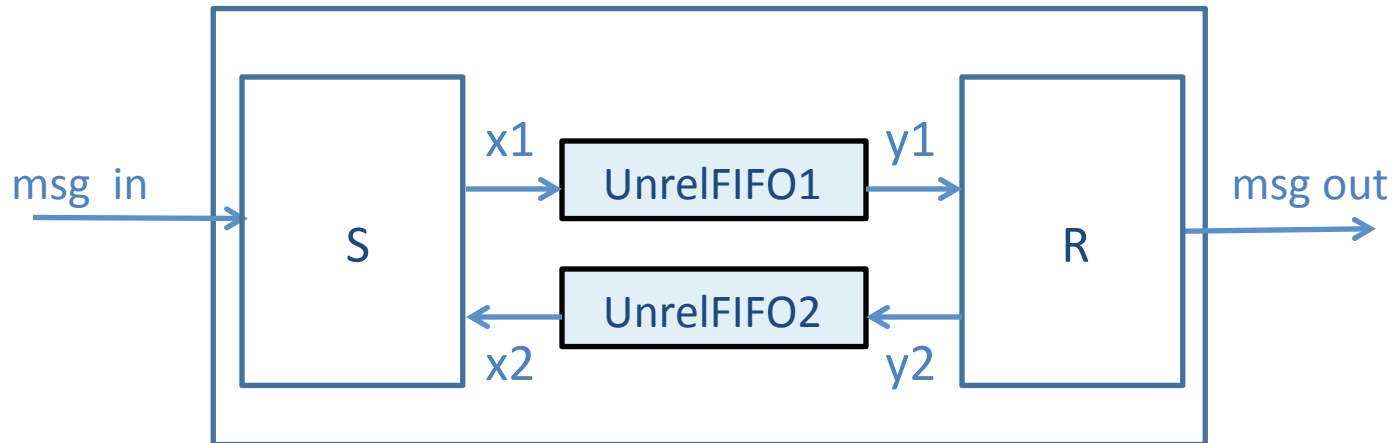 msg in
S
x1
UnrelFIFO1
y1
x2
UnrelFIFO2
y2
R
msg out